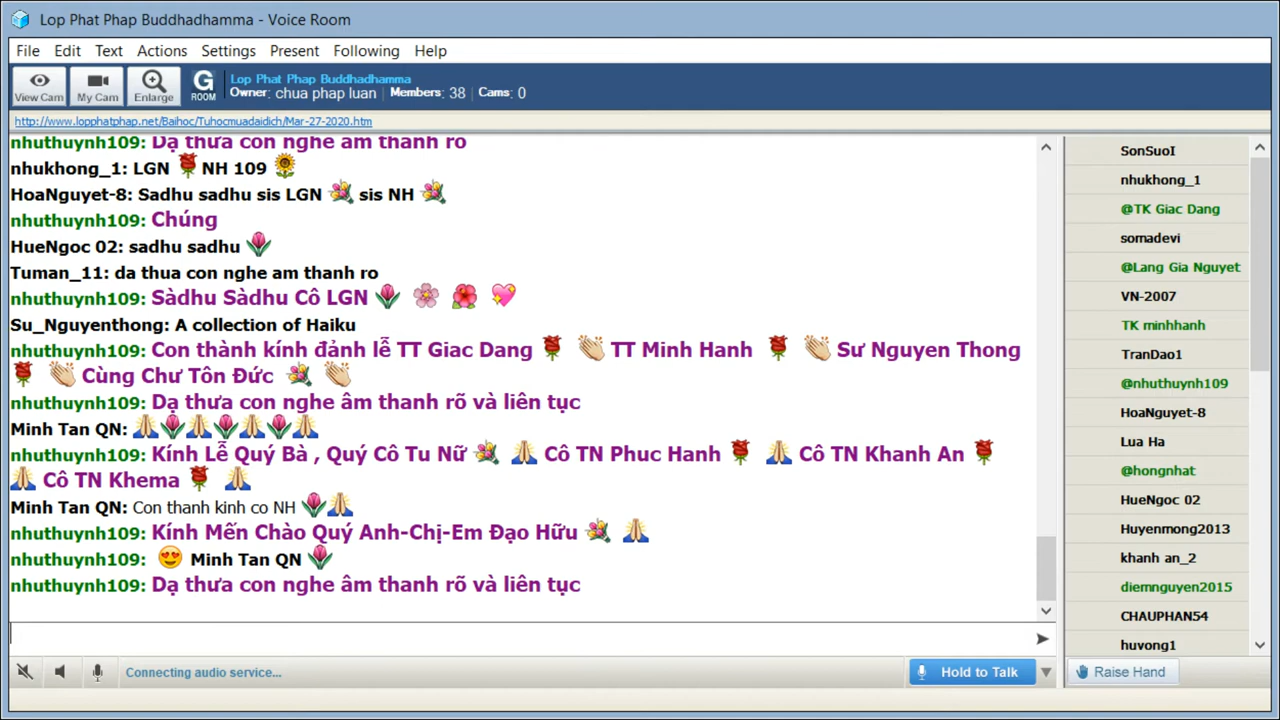 Lop Phat Phap Buddhadhamma - Voice Room
File Edit Text Actions Settings Present Following Help
View Cam My Cam Enlarge G ROOM
Lop Phat Phap Buddhadhamma
Owner: chua phap luan Members: 38 Cams: 0
http://www.lopphatphap.net/Baihoc/Tuhocmuadaidich/Mar-27-2020.htm
nhuthuynh109: Dạ thưa con nghe âm thanh rõ
nhukhong_1: LGN NH 109
HoaNguyet-8: Sadhu sadhu sis LGN sis NH
nhuthuynh109: Chúng
HueNgoc 02: sadhu sadhu
Tuman_11: da thua con nghe am thanh ro
nhuthuynh109: Sàdhu Sàdhu Cô LGN
Su_Nguyenthong: A collection of Haiku
nhuthuynh109: Con thành kính đảnh lễ TT Giac Dang TT Minh Hanh Sư Nguyen Thong
Cùng Chư Tôn Đức
nhuthuynh109: Dạ thưa con nghe âm thanh rõ và liên tục
Minh Tan QN:
nhuthuynh109: Kính Lễ Quý Bà , Quý Cô Tu Nữ Cô TN Phuc Hanh Cô TN Khanh An
Cô TN Khema
Minh Tan QN: Con thanh kinh co NH
nhuthuynh109: Kính Mến Chào Quý Anh-Chị-Em Đạo Hữu
nhuthuynh109: Minh Tan QN
nhuthuynh109: Dạ thưa con nghe âm thanh rõ và liên tục
Connecting audio service...
Hold to Talk
SonSuoI
nhukhong_1
@TK Giac Dang
somadevi
@Lang Gia Nguyet
VN-2007
TK minhhanh
TranDao1
@nhuthuynh109
HoaNguyet-8
Lua Ha
@hongnhat
HueNgoc 02
Huyenmong2013
khanh an_2
diemnguyen2015
CHAUPHAN54
huvong1
Raise Hand